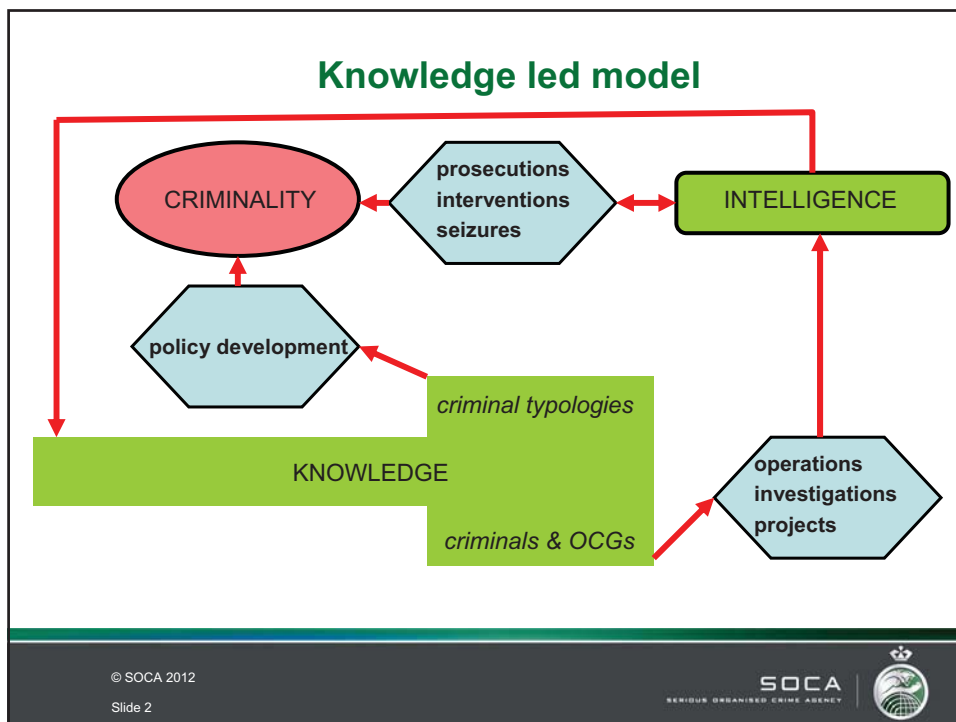 Knowledge led model
CRIMINALITY
prosecutions
interventions
seizures
INTELLIGENCE
policy development
criminal typologies
KNOWLEDGE
criminals & OCGs
operations
investigations
projects
© SOCA 2012
Slide 2
SOCA
SERIOUS ORGANISED CRIME AGENCY